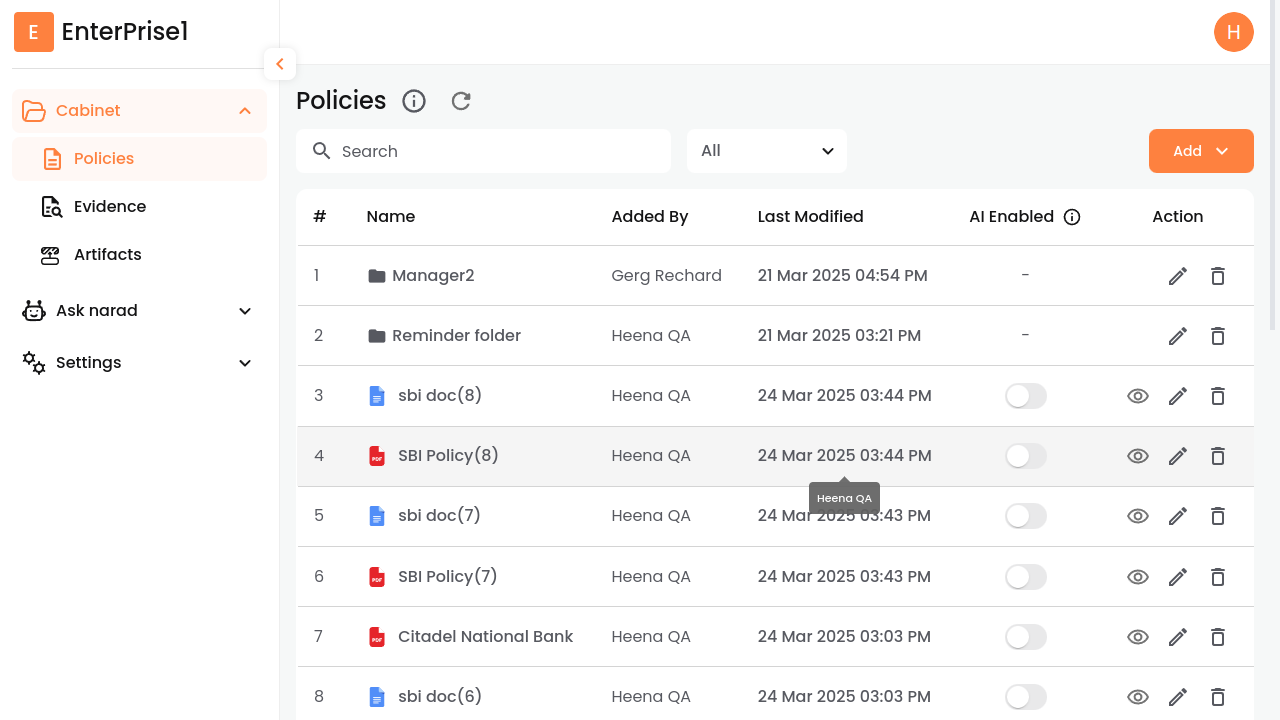 E EnterPrise1
H
Cabinet
Policies
Evidence
Artifacts
Ask narad
Settings
Policies
Search
All
Add
# Name Added By Last Modified AI Enabled Action
1 Manager2 Gerg Rechard 21 Mar 2025 04:54 PM -
2 Reminder folder Heena QA 21 Mar 2025 03:21 PM -
3 sbi doc(8) Heena QA 24 Mar 2025 03:44 PM
4 PDF SBI Policy(8) Heena QA 24 Mar 2025 03:44 PM
Heena QA
5 sbi doc(7) Heena QA 24 Mar 2025 03:43 PM
6 PDF SBI Policy(7) Heena QA 24 Mar 2025 03:43 PM
7 PDF Citadel National Bank Heena QA 24 Mar 2025 03:03 PM
8 sbi doc(6) Heena QA 24 Mar 2025 03:03 PM